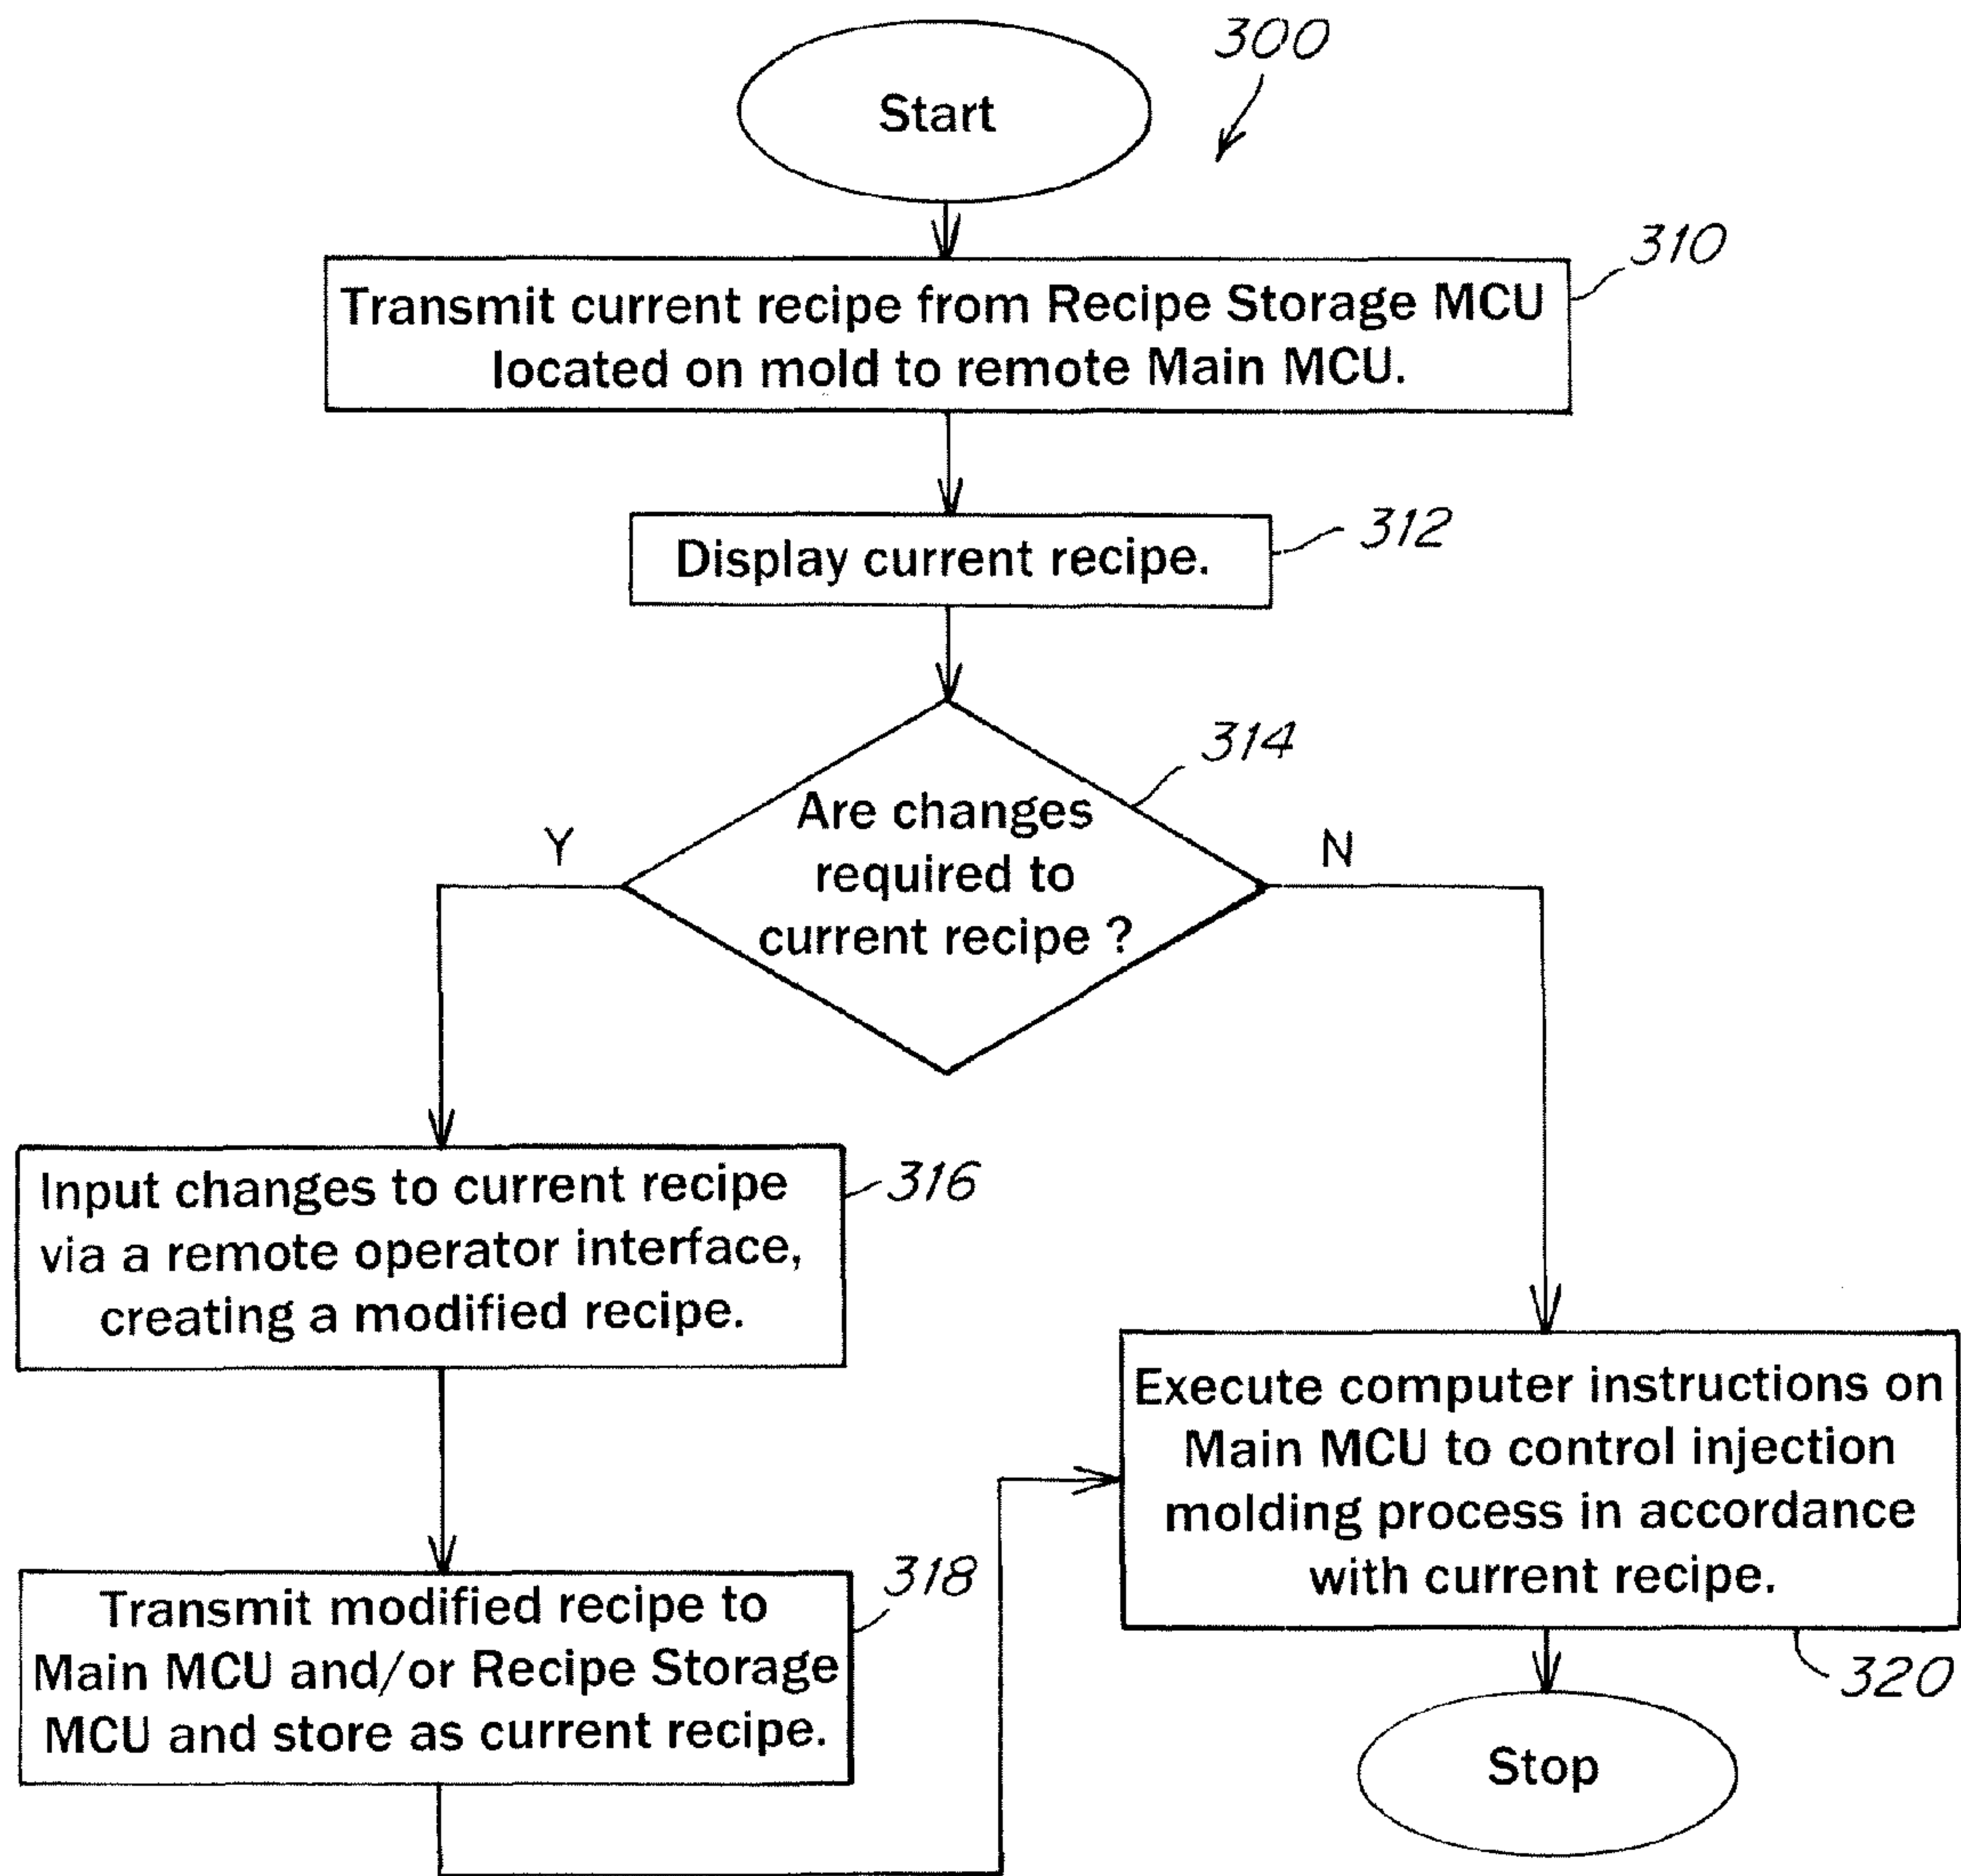 Start
300
Transmit current recipe from Recipe Storage MCU
located on mold to remote Main MCU.
310
Display current recipe.
312
Are changes
required to
current recipe ?
314
Y
N
Input changes to current recipe
via a remote operator interface,
creating a modified recipe.
316
Transmit modified recipe to
Main MCU and/or Recipe Storage
MCU and store as current recipe.
318
Execute computer instructions on
Main MCU to control injection
molding process in accordance
with current recipe.
320
Stop